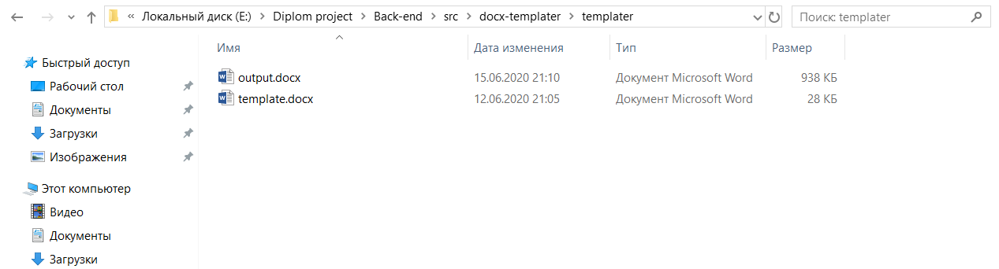 « Локальный диск (E:) > Diplom project > Back-end > src > docx-templater > templater
Поиск: templater
Имя Дата изменения Тип Размер
Быстрый доступ
Рабочий стол
Документы
Загрузки
Изображения
Этот компьютер
Видео
Документы
Загрузки
output.docx 15.06.2020 21:10 Документ Microsoft Word 938 КБ
template.docx 12.06.2020 21:05 Документ Microsoft Word 28 КБ